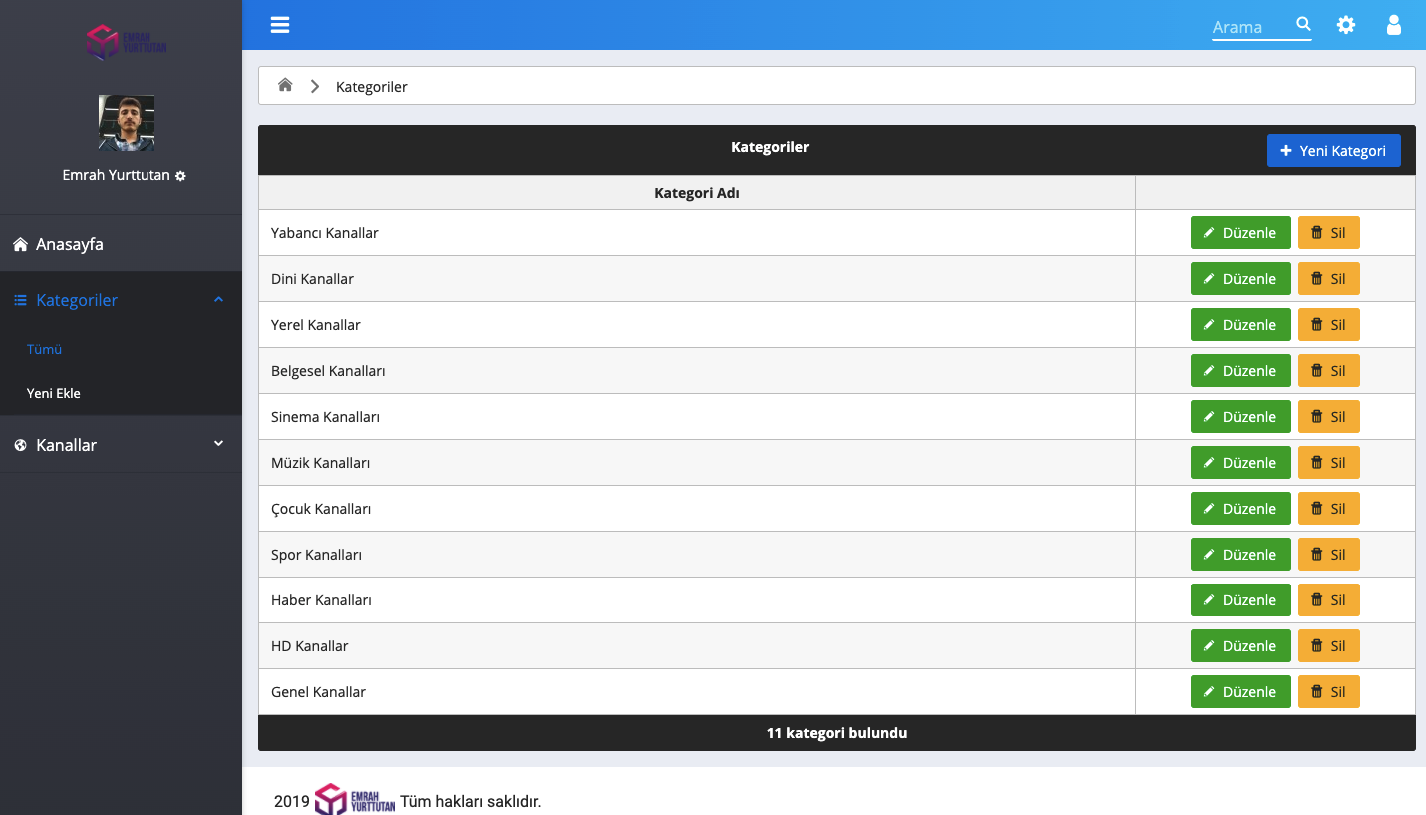 EMRAH
YURTTUTAN
Arama
Kategoriler
Emrah Yurttutan
Anasayfa
Kategoriler
Tümü
Yeni Ekle
Kanallar
Kategoriler
Yeni Kategori
Kategori Adı
Yabancı Kanallar Düzenle Sil
Dini Kanallar Düzenle Sil
Yerel Kanallar Düzenle Sil
Belgesel Kanalları Düzenle Sil
Sinema Kanalları Düzenle Sil
Müzik Kanalları Düzenle Sil
Çocuk Kanalları Düzenle Sil
Spor Kanalları Düzenle Sil
Haber Kanalları Düzenle Sil
HD Kanallar Düzenle Sil
Genel Kanallar Düzenle Sil
11 kategori bulundu
2019 EMRAH YURTTUTAN Tüm hakları saklıdır.